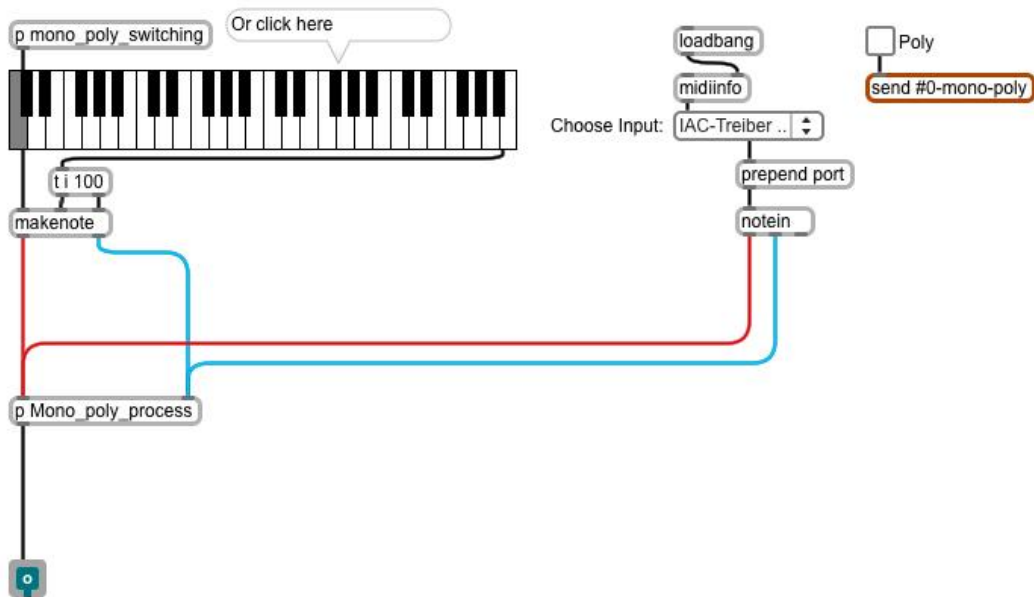 p mono_poly_switching
Or click here
loadbang
Poly
midiinfo
send #0-mono-poly
Choose Input:
IAC-Treiber ..
prepend port
t i 100
makenote
notein
p Mono_poly_process
o